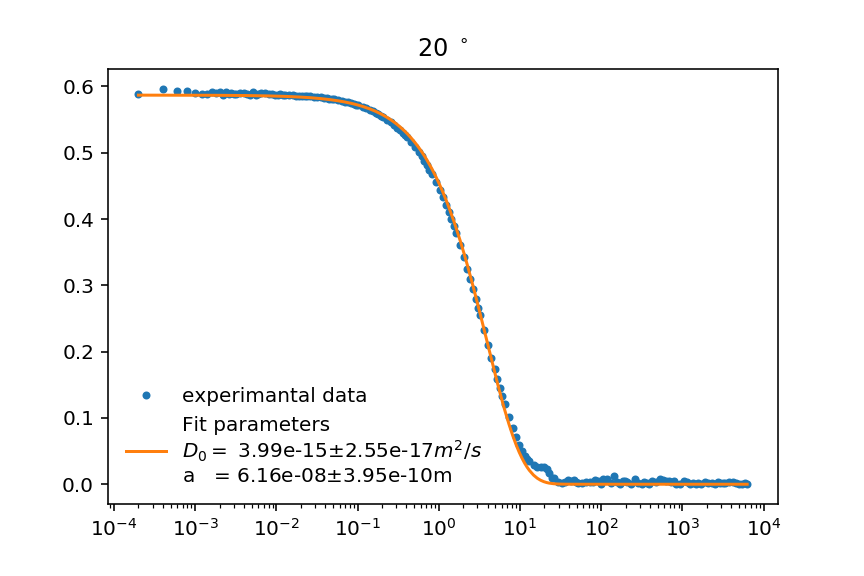 20 °
0.6
0.5
0.4
0.3
0.2
0.1
0.0
experimantal data
Fit parameters
D₀ = 3.99e-15±2.55e-17m²/s
a = 6.16e-08±3.95e-10m
10⁻⁴ 10⁻³ 10⁻² 10⁻¹ 10⁰ 10¹ 10² 10³ 10⁴